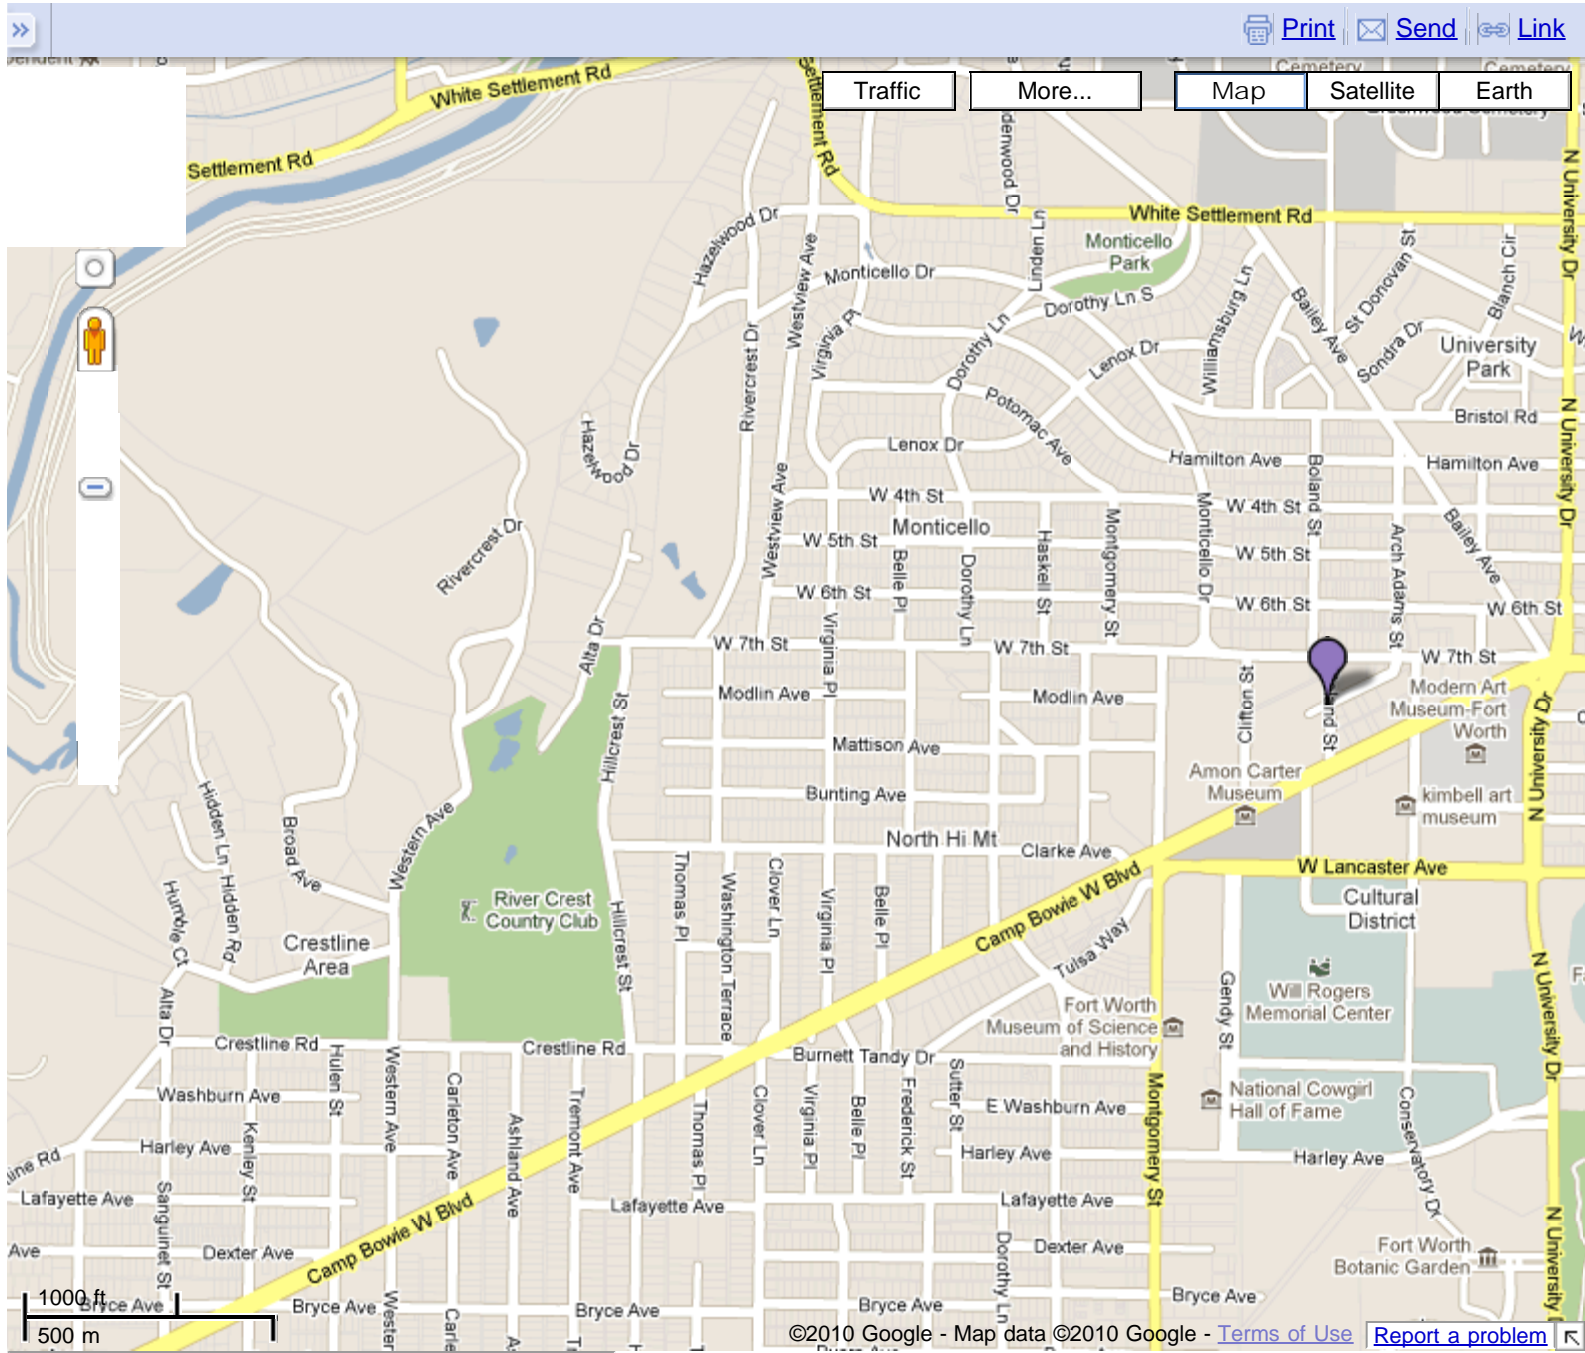 Print
Send
Link
Traffic
More...
Map
Satellite
Earth
White Settlement Rd
Settlement Rd
Settlement Rd
White Settlement Rd
Cemetery
Cemetery
N University Dr
Hazelwood Dr
Westview Ave
Monticello Dr
Linden Ln
Monticello
Park
Dorothy Ln S
Williamsburg Ln
Bailey Ave
St Donovan St
Blanch Cir
Sondra Dr
University
Park
Rivercrest Dr
Virginia Pl
Dorothy Ln
Lenox Dr
Potomac Ave
Bristol Rd
N University Dr
Hazelwood Dr
Lenox Dr
Hamilton Ave
Boland St
Hamilton Ave
Westview Ave
W 4th St
W 4th St
Monticello
Rivercrest Dr
W 5th St
Belle Pl
Dorothy Ln
Haskell St
Montgomery St
Monticello Dr
W 5th St
Arch Adams St
Bailey Ave
W 6th St
W 6th St
W 6th St
Alta Dr
Virginia Pl
W 7th St
W 7th St
W 7th St
Modlin Ave
Modlin Ave
Clifton St
Modern Art
Museum-Fort
Worth
Hillcrest St
Mattison Ave
N University Dr
Amon Carter
Museum
Bunting Ave
kimbell art
museum
Hidden Ln
Hidden Rd
Broad Ave
Western Ave
North Hi Mt
Clarke Ave
Camp Bowie W Blvd
W Lancaster Ave
Humble Ct
River Crest
Country Club
Hillcrest St
Thomas Pl
Washington Terrace
Clover Ln
Virginia Pl
Belle Pl
Cultural
District
Crestline
Area
Tulsa Way
Will Rogers
Memorial Center
Gendy St
N University Dr
Alta Dr
Fort Worth
Museum of Science
and History
Crestline Rd
Crestline Rd
Burnett Tandy Dr
Hulen St
Western Ave
Carleton Ave
Ashland Ave
Tremont Ave
Thomas Pl
Clover Ln
Virginia Pl
Belle Pl
Frederick St
Sutter St
Washburn Ave
E Washburn Ave
Montgomery St
National Cowgirl
Hall of Fame
Conservatory Dr
Harley Ave
Kenley St
Harley Ave
Harley Ave
Lafayette Ave
Sanguinet St
Lafayette Ave
Lafayette Ave
Camp Bowie W Blvd
Ave
Dexter Ave
Dorothy Ln
Dexter Ave
Fort Worth
Botanic Garden
N University
1000 ft
Bryce Ave
Bryce Ave
Bryce Ave
Bryce Ave
Bryce Ave
500 m
©2010 Google - Map data ©2010 Google - Terms of Use
Report a problem